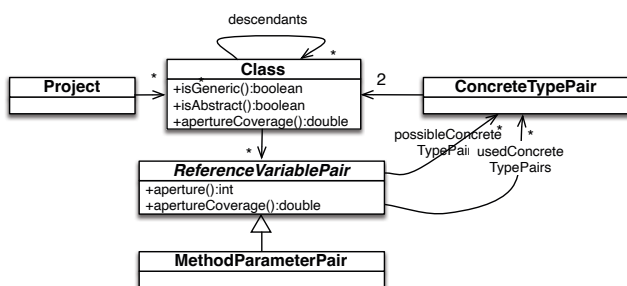 descendants
*
Class
Project
*
+isGeneric():boolean
*
+isAbstract():boolean
+apertureCoverage():double
2
ConcreteTypePair
*
ReferenceVariablePair
+aperture():int
+apertureCoverage():double
possibleConcrete
TypePair
*
usedConcrete
TypePairs
*
MethodParameterPair